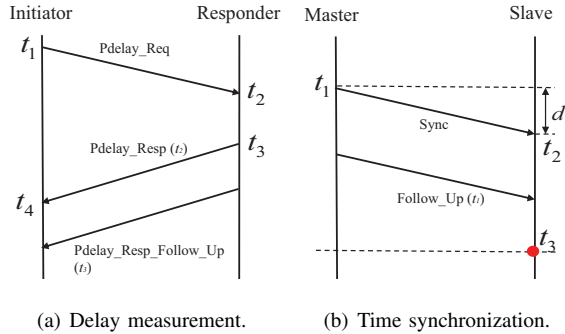 Initiator
Responder
t1
Pdelay_Req
t2
Pdelay_Resp (t2)
t3
t4
Pdelay_Resp_Follow_Up
(t3)
(a) Delay measurement.
Master
Slave
t1
d
Sync
t2
Follow_Up (t1)
t3
(b) Time synchronization.